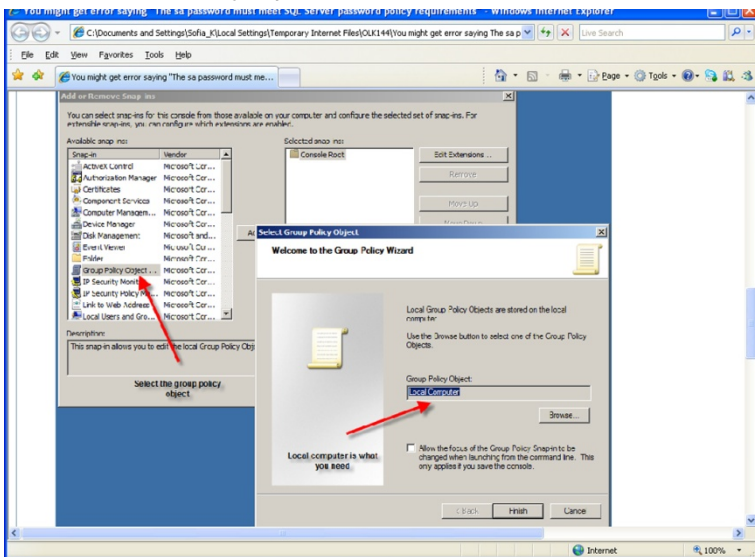 You might get error saying "The sa password must meet SQL Server password policy requirements" - Windows Internet Explorer
C:\Documents and Settings\Sofia_K\Local Settings\Temporary Internet Files\OLK144\You might get error saying The sa p
Live Search
File Edit View Favorites Tools Help
You might get error saying "The sa password must me...
Page Tools
Add or Remove Snap-ins
You can select snap-ins for this console from those available on your computer and configure the selected set of snap-ins. For
extensible snap-ins, you can configure which extensions are enabled.
Available snap-ins:
Selected snap-ins:
Snap-in Vendor
ActiveX Control Microsoft Cor...
Authorization Manager Microsoft Cor...
Certificates Microsoft Cor...
Component Services Microsoft Cor...
Computer Managem... Microsoft Cor...
Device Manager Microsoft Cor...
Disk Management Microsoft and...
Event Viewer Microsoft Cor...
Folder Microsoft Cor...
Group Policy Object ... Microsoft Cor...
IP Security Monit... Microsoft Cor...
IP Security Policy M... Microsoft Cor...
Link to Web Address Microsoft Cor...
Local Users and Gro... Microsoft Cor...
Console Root
Edit Extensions ...
Remove
Move Up
Move Down
Description:
This snap-in allows you to edit the local Group Policy Obj
Select the group policy
object
Select Group Policy Object
Welcome to the Group Policy Wizard
Local Group Policy Objects are stored on the local
computer.
Use the Browse button to select one of the Group Policy
Objects.
Group Policy Object:
Local Computer
Browse...
Local computer is what
you need
Allow the focus of the Group Policy Snap-in to be
changed when launching from the command line. This
only applies if you save the console.
< Back Finish Cancel
Internet 100%